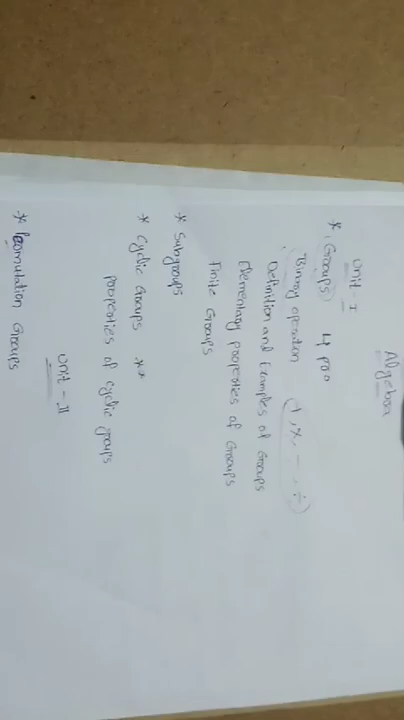 Algebra
Unit - I
* Groups 4 pro
Binary operation (+, ×, -, ÷)
Definition and Examples of Groups
Elementary properties of Groups
Finite Groups
* Subgroups
* Cyclic Groups **
properties of cyclic groups
Unit - II
* Permutation Groups